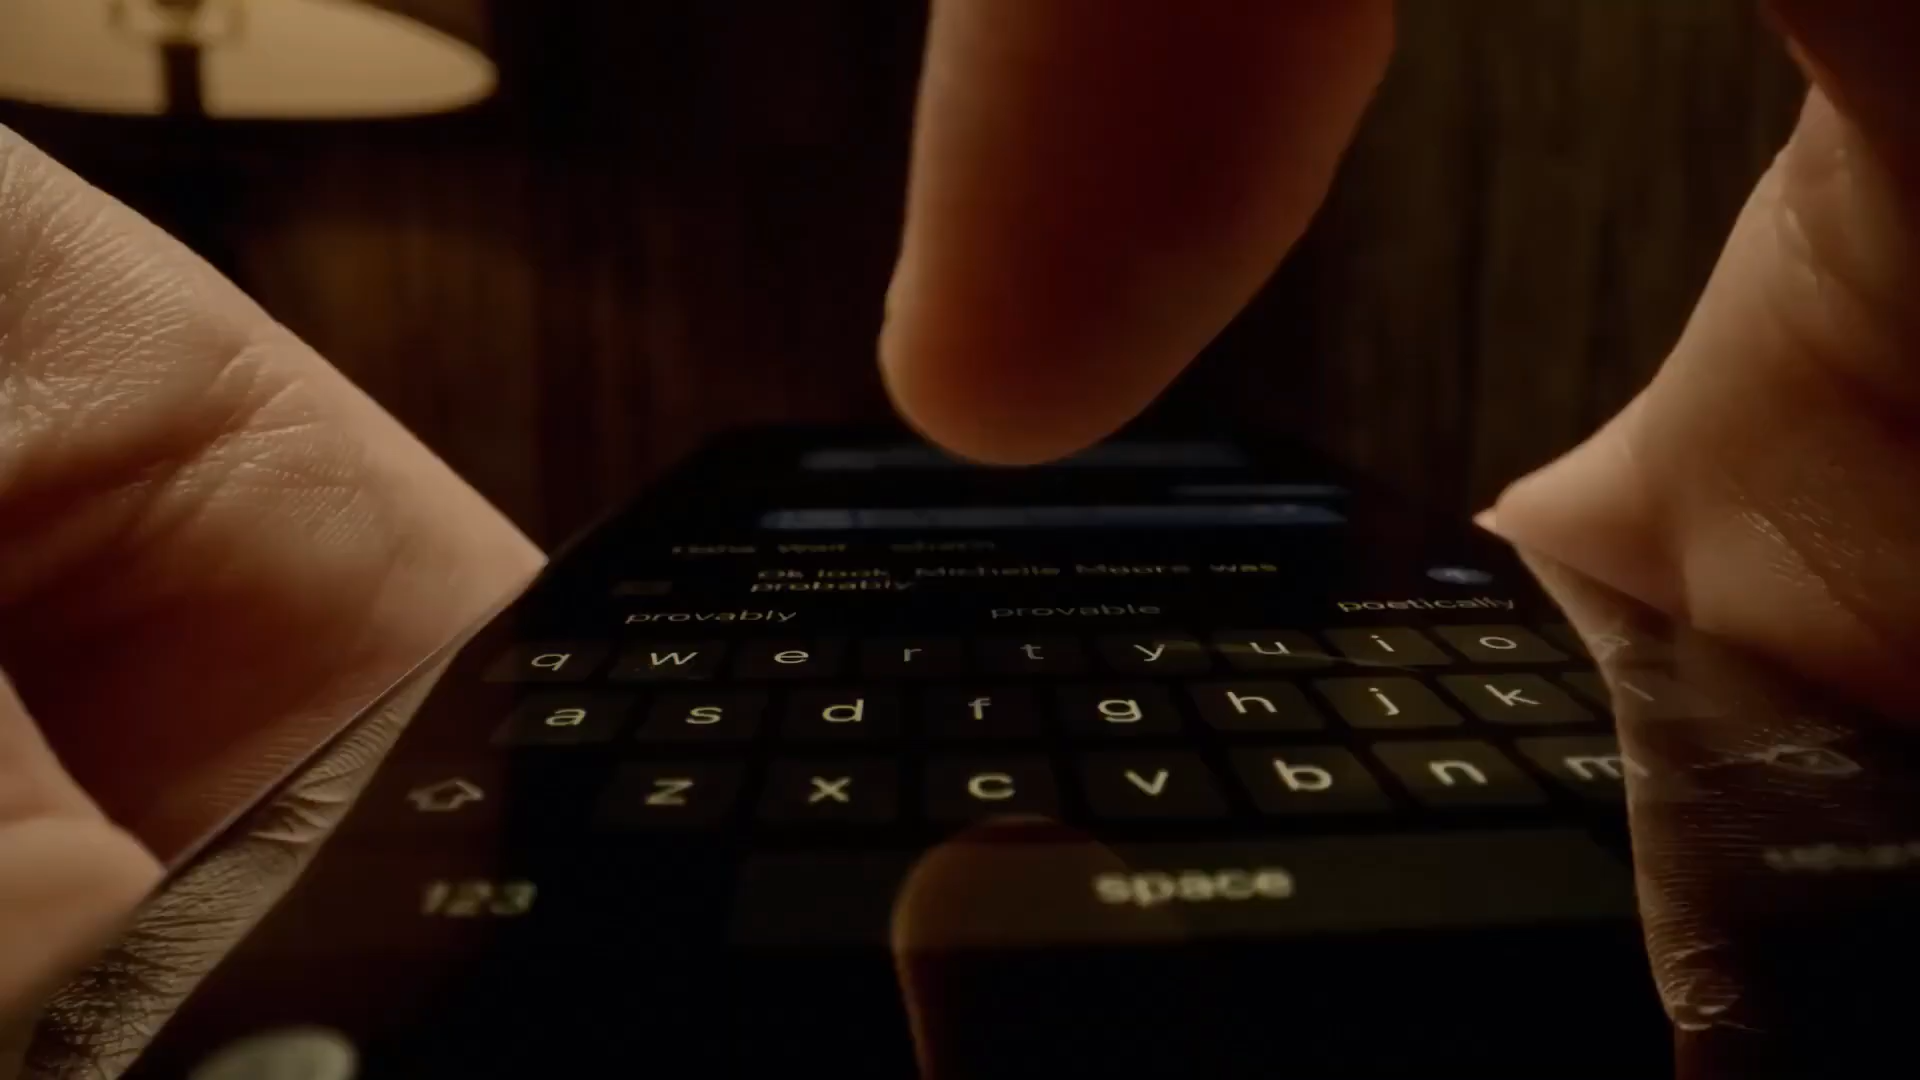 Ok look Michelle Moore was
probably
provably provable poetically
q w e r t y u i o
a s d f g h j k
z x c v b n m
123 space